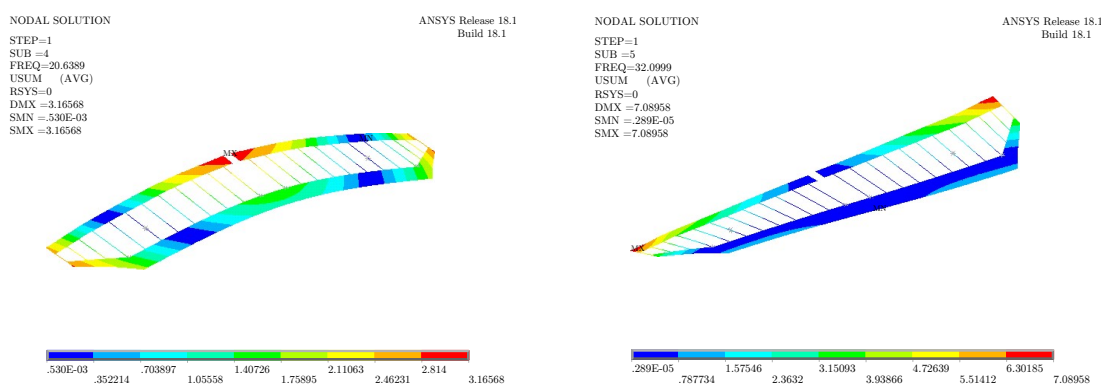 NODAL SOLUTION
ANSYS Release 18.1
Build 18.1
STEP=1
SUB =4
FREQ=20.6389
USUM (AVG)
RSYS=0
DMX =3.16568
SMN =.530E-03
SMX =3.16568
MX
.530E-03
.352214
.703897
1.05558
1.40726
1.75895
2.11063
2.46231
2.814
3.16568
NODAL SOLUTION
ANSYS Release 18.1
Build 18.1
STEP=1
SUB =5
FREQ=32.0999
USUM (AVG)
RSYS=0
DMX =7.08958
SMN =.289E-05
SMX =7.08958
MX
MN
.289E-05
.787734
1.57546
2.3632
3.15093
3.93866
4.72639
5.51412
6.30185
7.08958